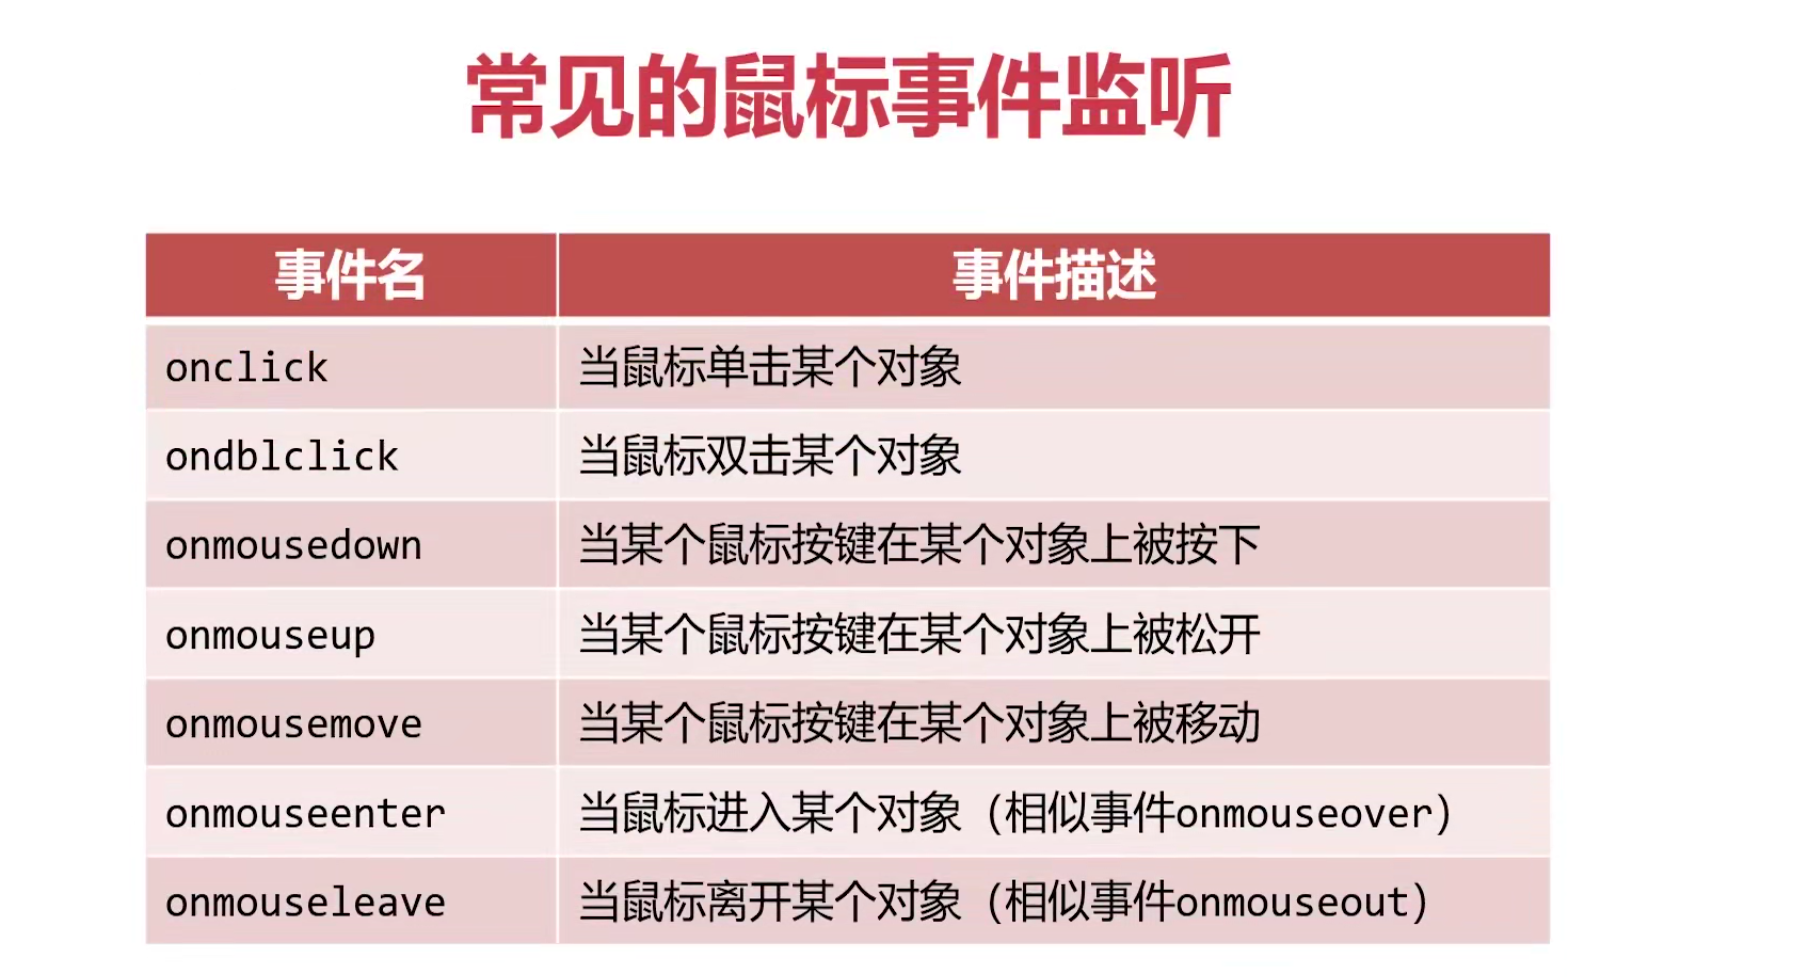 常见的鼠标事件监听
事件名 事件描述
onclick 当鼠标单击某个对象
ondblclick 当鼠标双击某个对象
onmousedown 当某个鼠标按键在某个对象上被按下
onmouseup 当某个鼠标按键在某个对象上被松开
onmousemove 当某个鼠标按键在某个对象上被移动
onmouseenter 当鼠标进入某个对象（相似事件onmouseover）
onmouseleave 当鼠标离开某个对象（相似事件onmouseout）